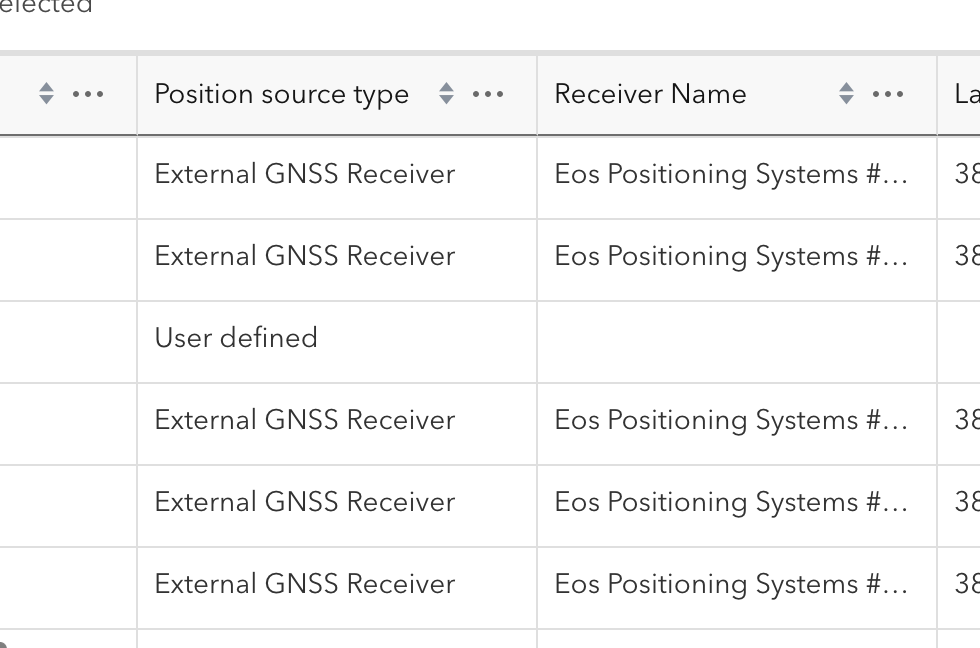 elected
Position source type Receiver Name La
External GNSS Receiver Eos Positioning Systems #... 38
External GNSS Receiver Eos Positioning Systems #... 38
User defined
External GNSS Receiver Eos Positioning Systems #... 38
External GNSS Receiver Eos Positioning Systems #... 38
External GNSS Receiver Eos Positioning Systems #... 38